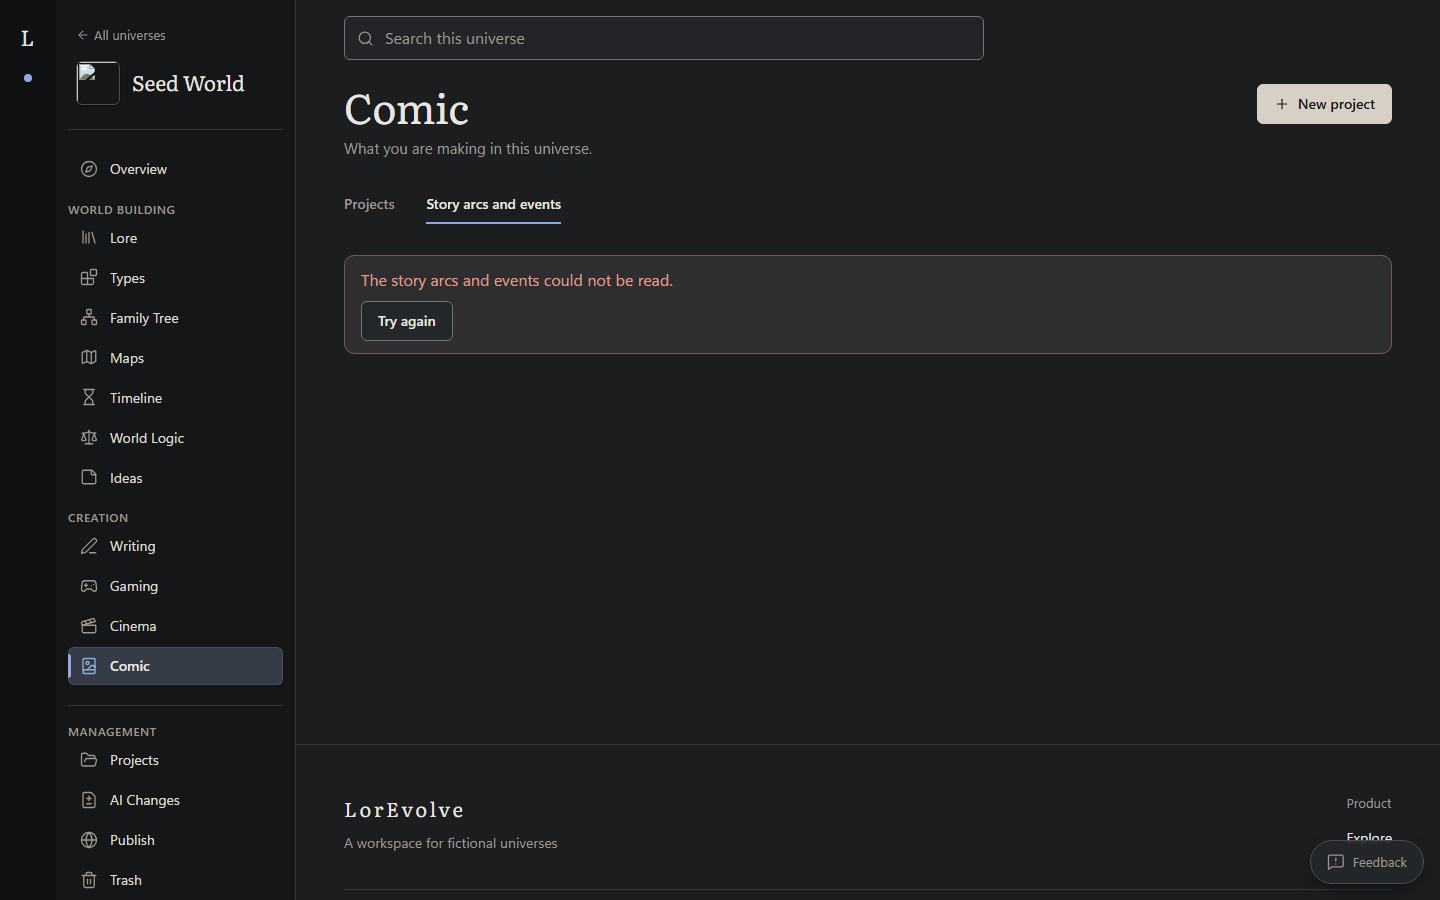 L
All universes
Seed World
Overview
WORLD BUILDING
Lore
Types
Family Tree
Maps
Timeline
World Logic
Ideas
CREATION
Writing
Gaming
Cinema
Comic
MANAGEMENT
Projects
AI Changes
Publish
Trash
Search this universe
Comic
New project
What you are making in this universe.
Projects
Story arcs and events
The story arcs and events could not be read.
Try again
LorEvolve
A workspace for fictional universes
Product
Explore
Feedback